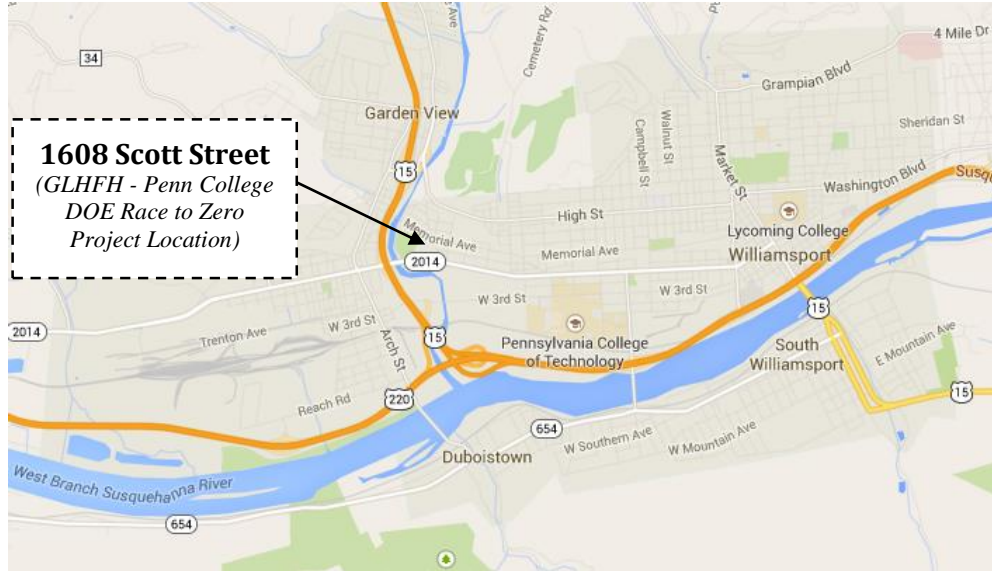 34
Cemetery Rd
4 Mile Dr
Grampian Blvd
Garden View
Sheridan St
Walnut St
Campbell St
Market St
1608 Scott Street
(GLHFH - Penn College
DOE Race to Zero
Project Location)
15
Washington Blvd
High St
Lycoming College
Williamsport
Memorial Ave
Memorial Ave
2014
W 3rd St
W 3rd St
15
2014
Trenton Ave
W 3rd St
15
Arch St
Pennsylvania College
of Technology
South
Williamsport
E Mountain Ave
15
Reach Rd
220
654
W Southern Ave
W Mountain Ave
Duboistown
West Branch Susquehanna River
654